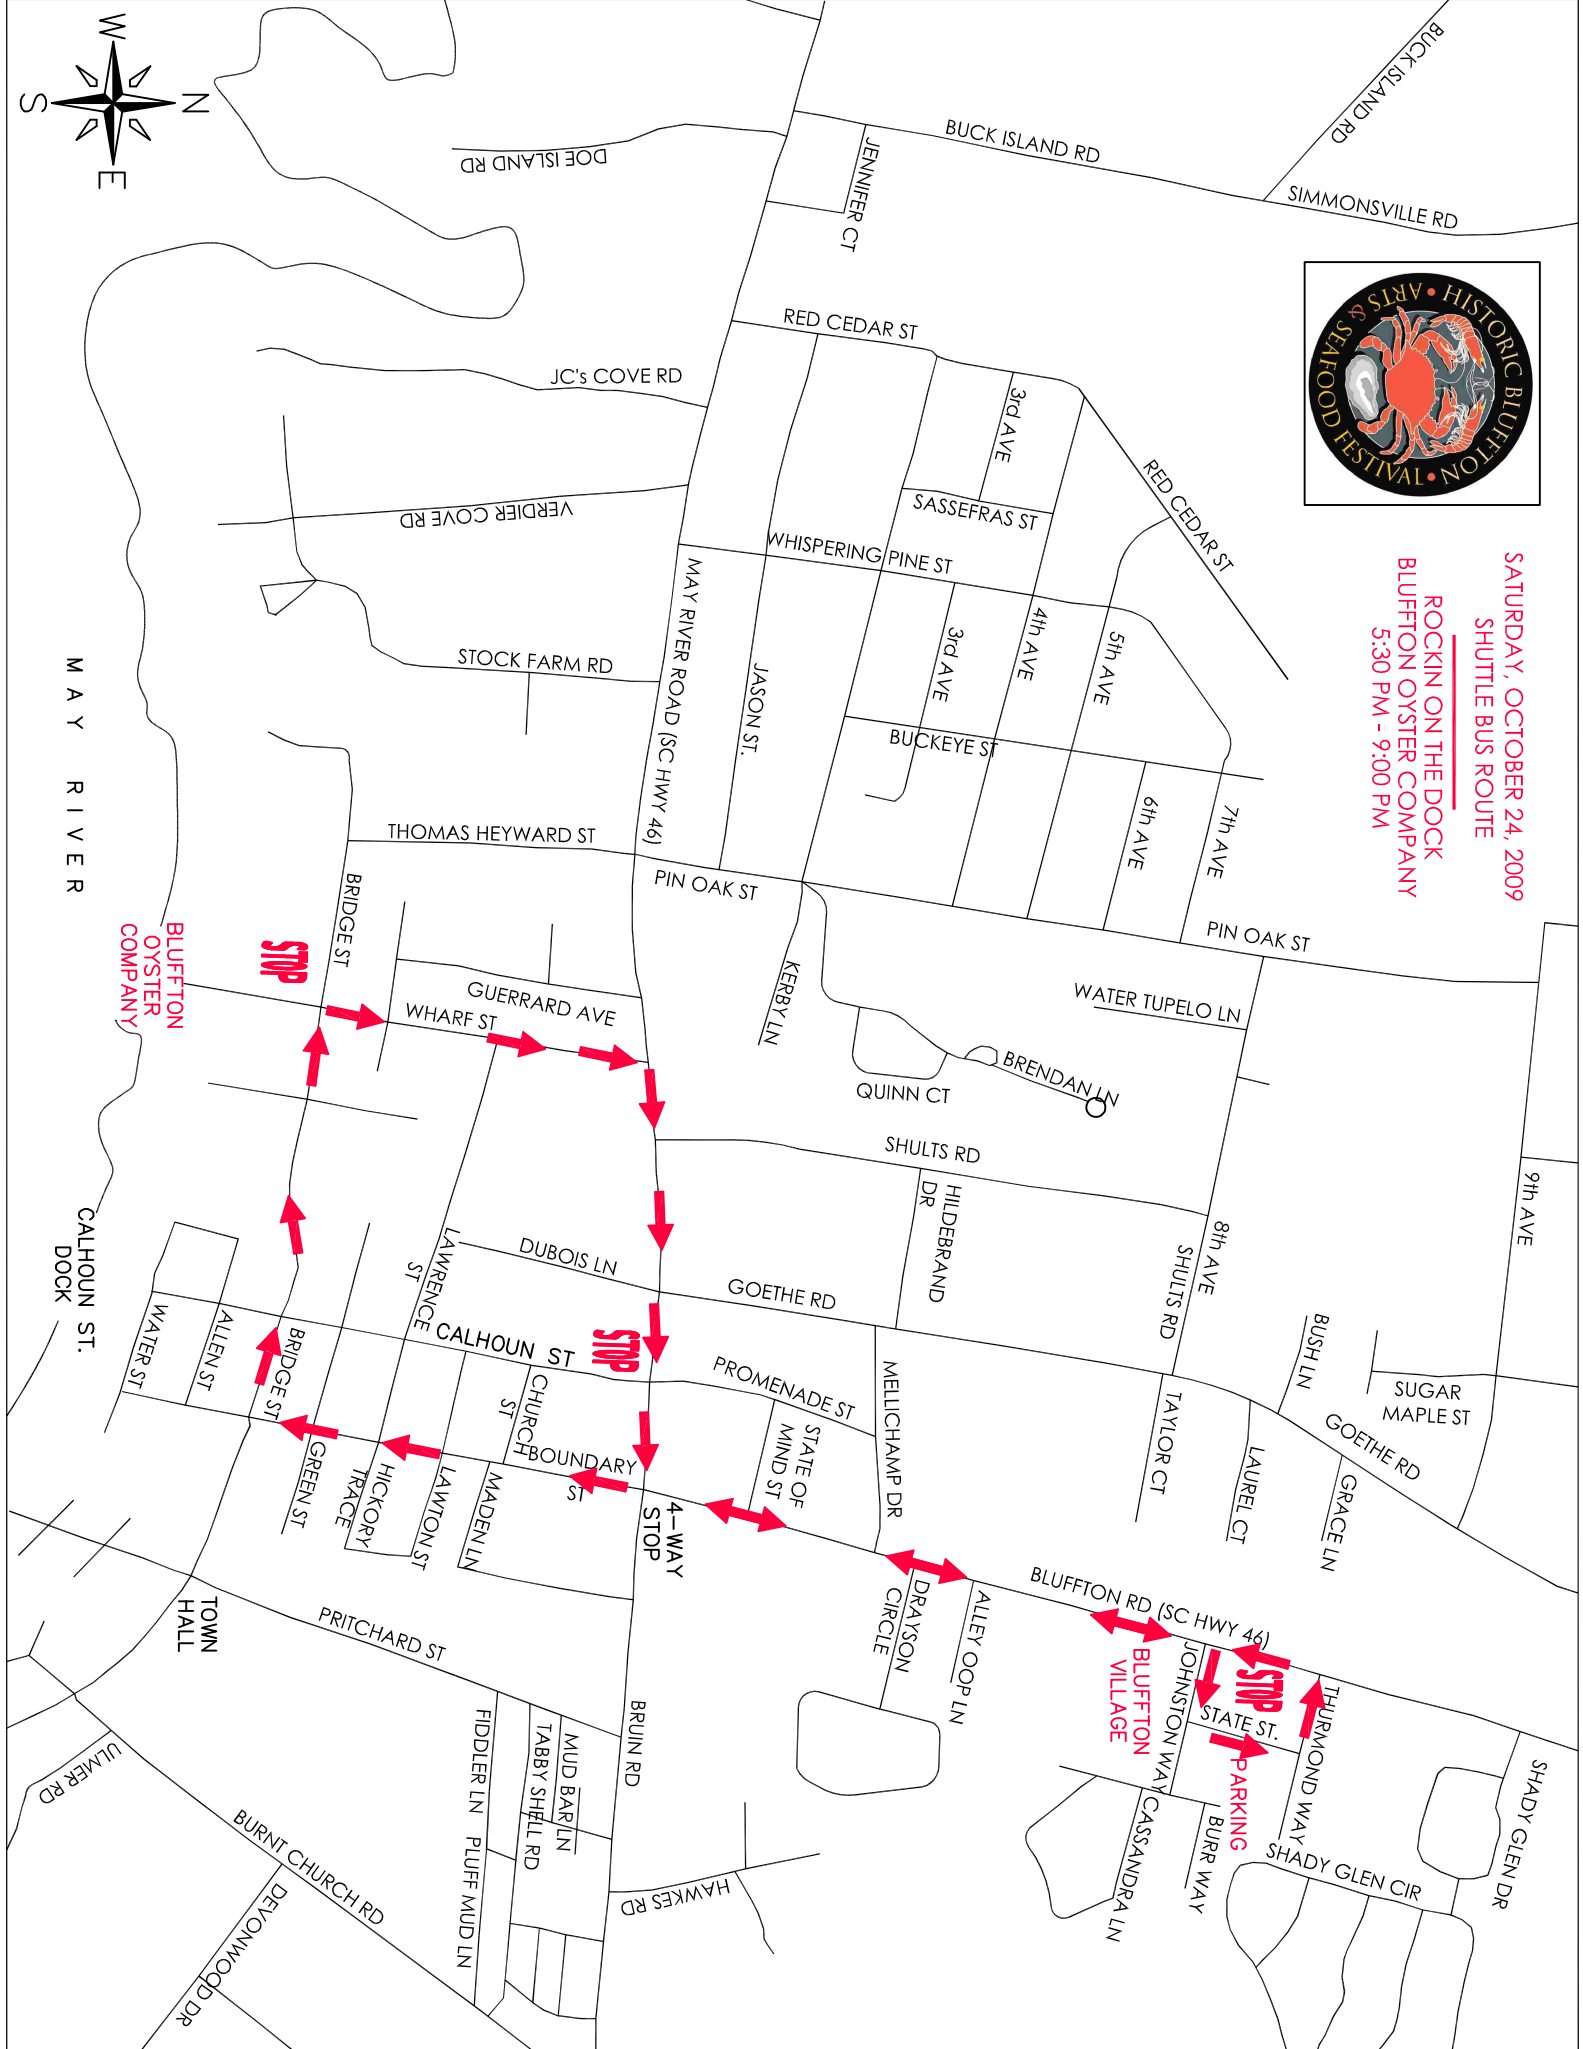 SATURDAY, OCTOBER 24, 2009
SHUTTLE BUS ROUTE
ROCKIN ON THE DOCK
BLUFFTON OYSTER COMPANY
5:30 PM - 9:00 PM
HISTORIC BLUFFTON
ARTS & SEAFOOD FESTIVAL
N
E
S
W
BUCK ISLAND RD
BUCK ISLAND RD
SIMMONSVILLE RD
JENNIFER CT
DOE ISLAND RD
RED CEDAR ST
JC's COVE RD
3rd AVE
RED CEDAR ST
SASSEFRAS ST
VERDIER COVE RD
WHISPERING PINE ST
MAY RIVER ROAD (SC HWY 46)
STOCK FARM RD
JASON ST.
3rd AVE
4th AVE
5th AVE
BUCKEYE ST
6th AVE
7th AVE
MAY RIVER
THOMAS HEYWARD ST
PIN OAK ST
PIN OAK ST
BRIDGE ST
STOP
BLUFFTON
OYSTER
COMPANY
GUERRARD AVE
WHARF ST
KERBY LN
WATER TUPELO LN
QUINN CT
BRENDAN LN
SHULTS RD
HILDEBRAND
DR
9th AVE
8th AVE
SHULTS RD
CALHOUN ST.
DOCK
LAWRENCE
ST
DUBOIS LN
GOETHE RD
WATER ST
ALLEN ST
BRIDGE ST
CALHOUN ST
STOP
PROMENADE ST
MELLICHAMP DR
BUSH LN
SUGAR
MAPLE ST
GOETHE RD
TAYLOR CT
LAUREL CT
GRACE LN
CHURCH
ST
STATE OF
MIND ST
BOUNDARY
ST
GREEN ST
HICKORY
TRACE
LAWTON ST
MADEN LN
4-WAY
STOP
BLUFFTON RD (SC HWY 46)
DRAYSON
CIRCLE
ALLEY OOP LN
TOWN
HALL
PRITCHARD ST
BLUFFTON
VILLAGE
JOHNSTON WAY
STOP
STATE ST.
THURMOND WAY
PARKING
BRUIN RD
FIDDLER LN
TABBY SHELL RD
MUD BAR LN
PLUFF MUD LN
HAWKES RD
CASSANDRA LN
BURR WAY
SHADY GLEN CIR
SHADY GLEN DR
ULMER RD
BURNT CHURCH RD
DEVONWOOD DR